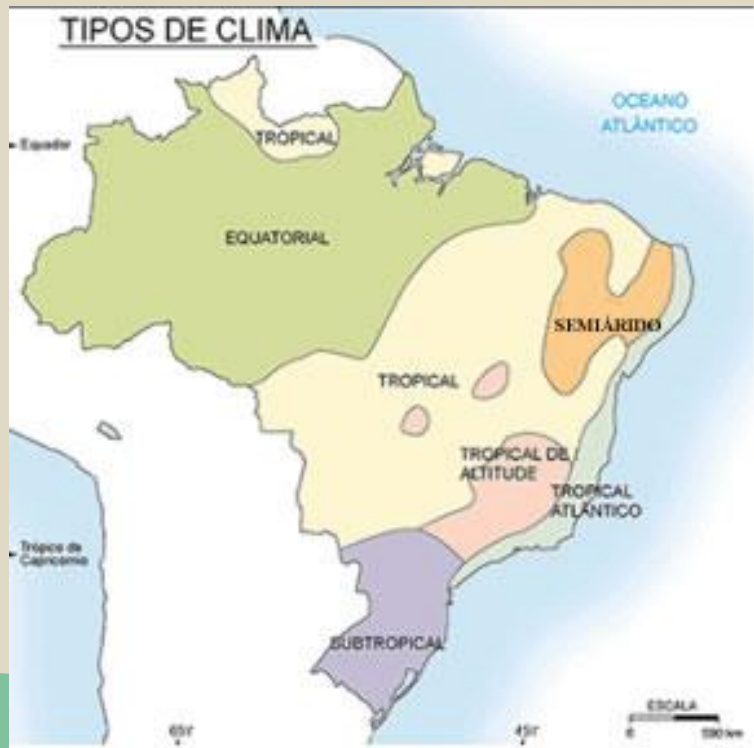 TIPOS DE CLIMA
OCEANO
ATLÂNTICO
Equador
TROPICAL
EQUATORIAL
SEMIÁRIDO
TROPICAL
TROPICAL DE
ALTITUDE
TROPICAL
ATLÂNTICO
Trópico de
Capricórnio
SUBTROPICAL
ESCALA
0